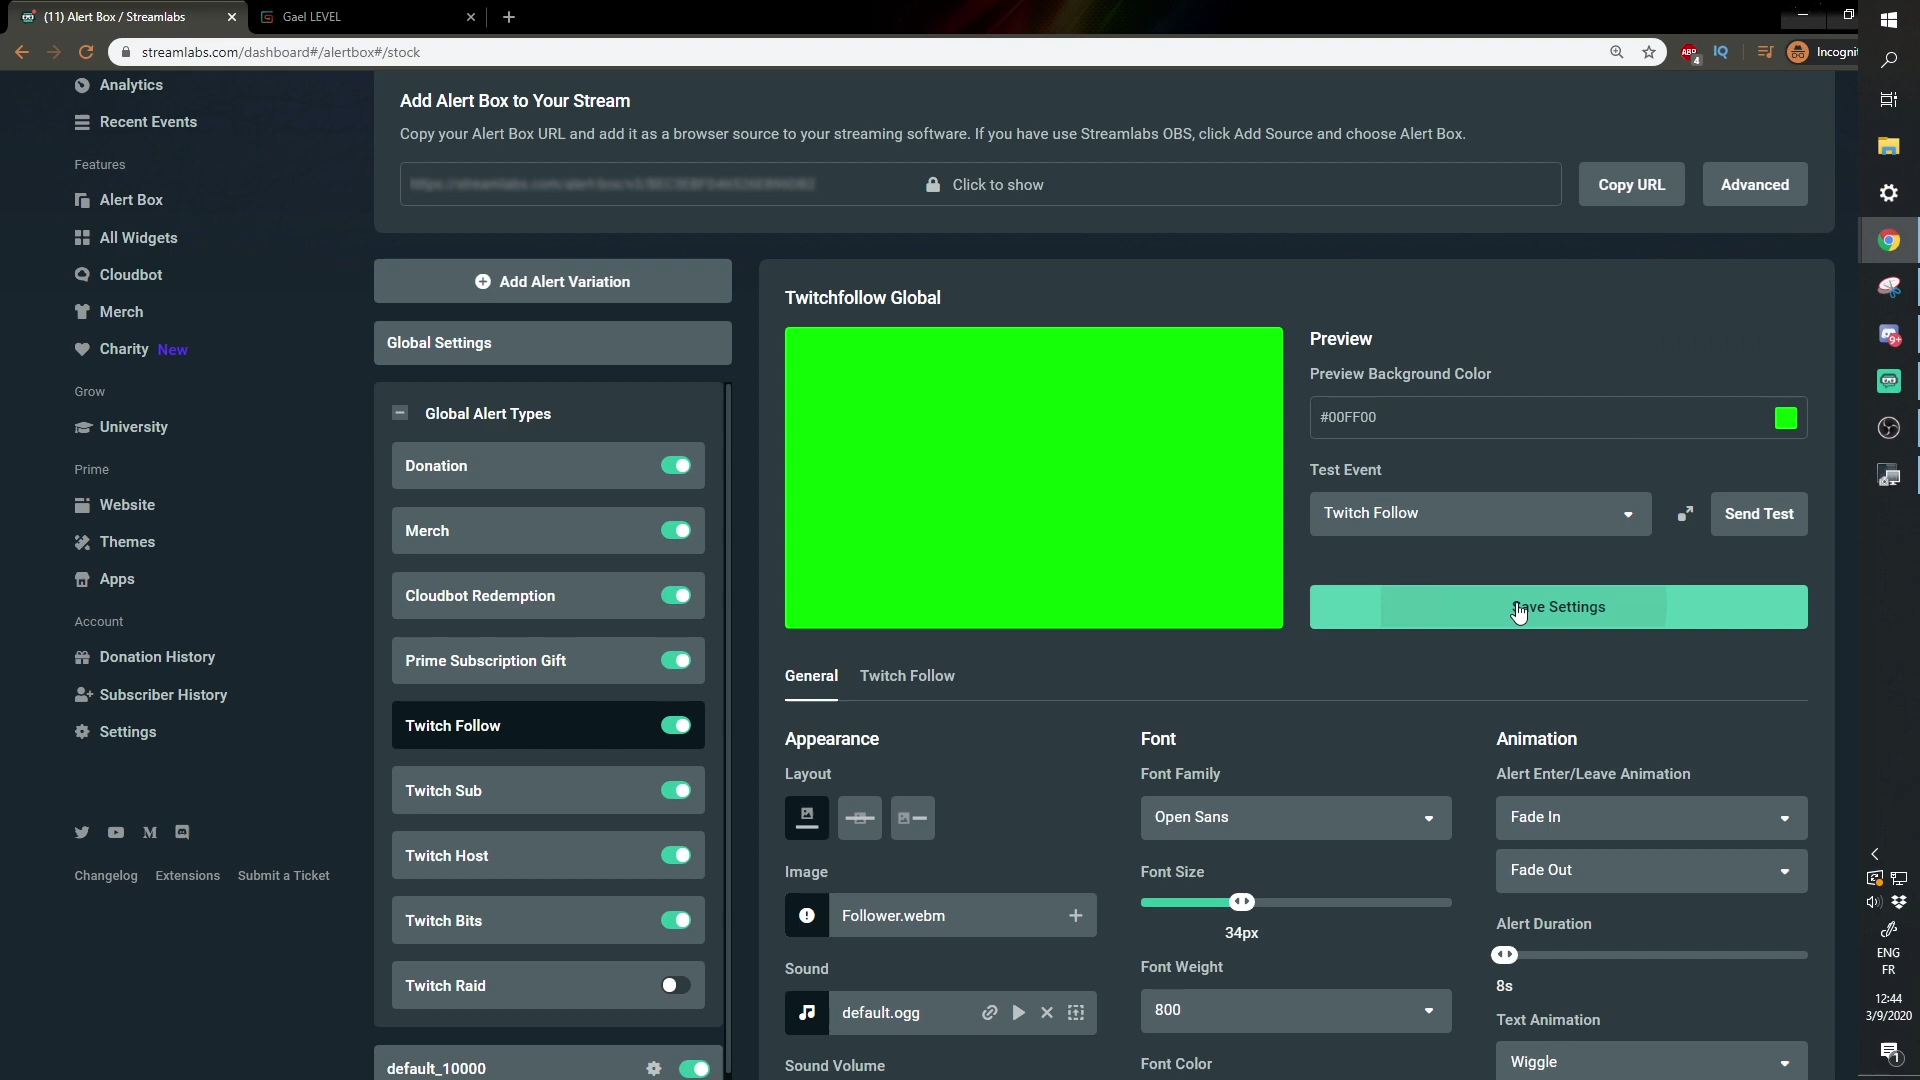 (11) Alert Box / Streamlabs
Gael LEVEL
streamlabs.com/dashboard#/alertbox#/stock
ABP
4
IQ
Analytics
Recent Events
Features
Alert Box
All Widgets
Cloudbot
Merch
Charity New
Grow
University
Prime
Website
Themes
Apps
Account
Donation History
Subscriber History
Settings
Changelog Extensions Submit a Ticket
Add Alert Box to Your Stream
Copy your Alert Box URL and add it as a browser source to your streaming software. If you have use Streamlabs OBS, click Add Source and choose Alert Box.
Click to show
Copy URL
Advanced
Add Alert Variation
Global Settings
Global Alert Types
Donation
Merch
Cloudbot Redemption
Prime Subscription Gift
Twitch Follow
Twitch Sub
Twitch Host
Twitch Bits
Twitch Raid
default_10000
Twitchfollow Global
Preview
Preview Background Color
#00FF00
Test Event
Twitch Follow
Send Test
Settings
General
Twitch Follow
Appearance
Layout
Image
Follower.webm
Sound
default.ogg
Sound Volume
Font
Font Family
Open Sans
Font Size
34px
Font Weight
800
Font Color
Animation
Alert Enter/Leave Animation
Fade In
Fade Out
Alert Duration
8s
Text Animation
Wiggle
9+
ENG
FR
12:44
3/9/2020
1